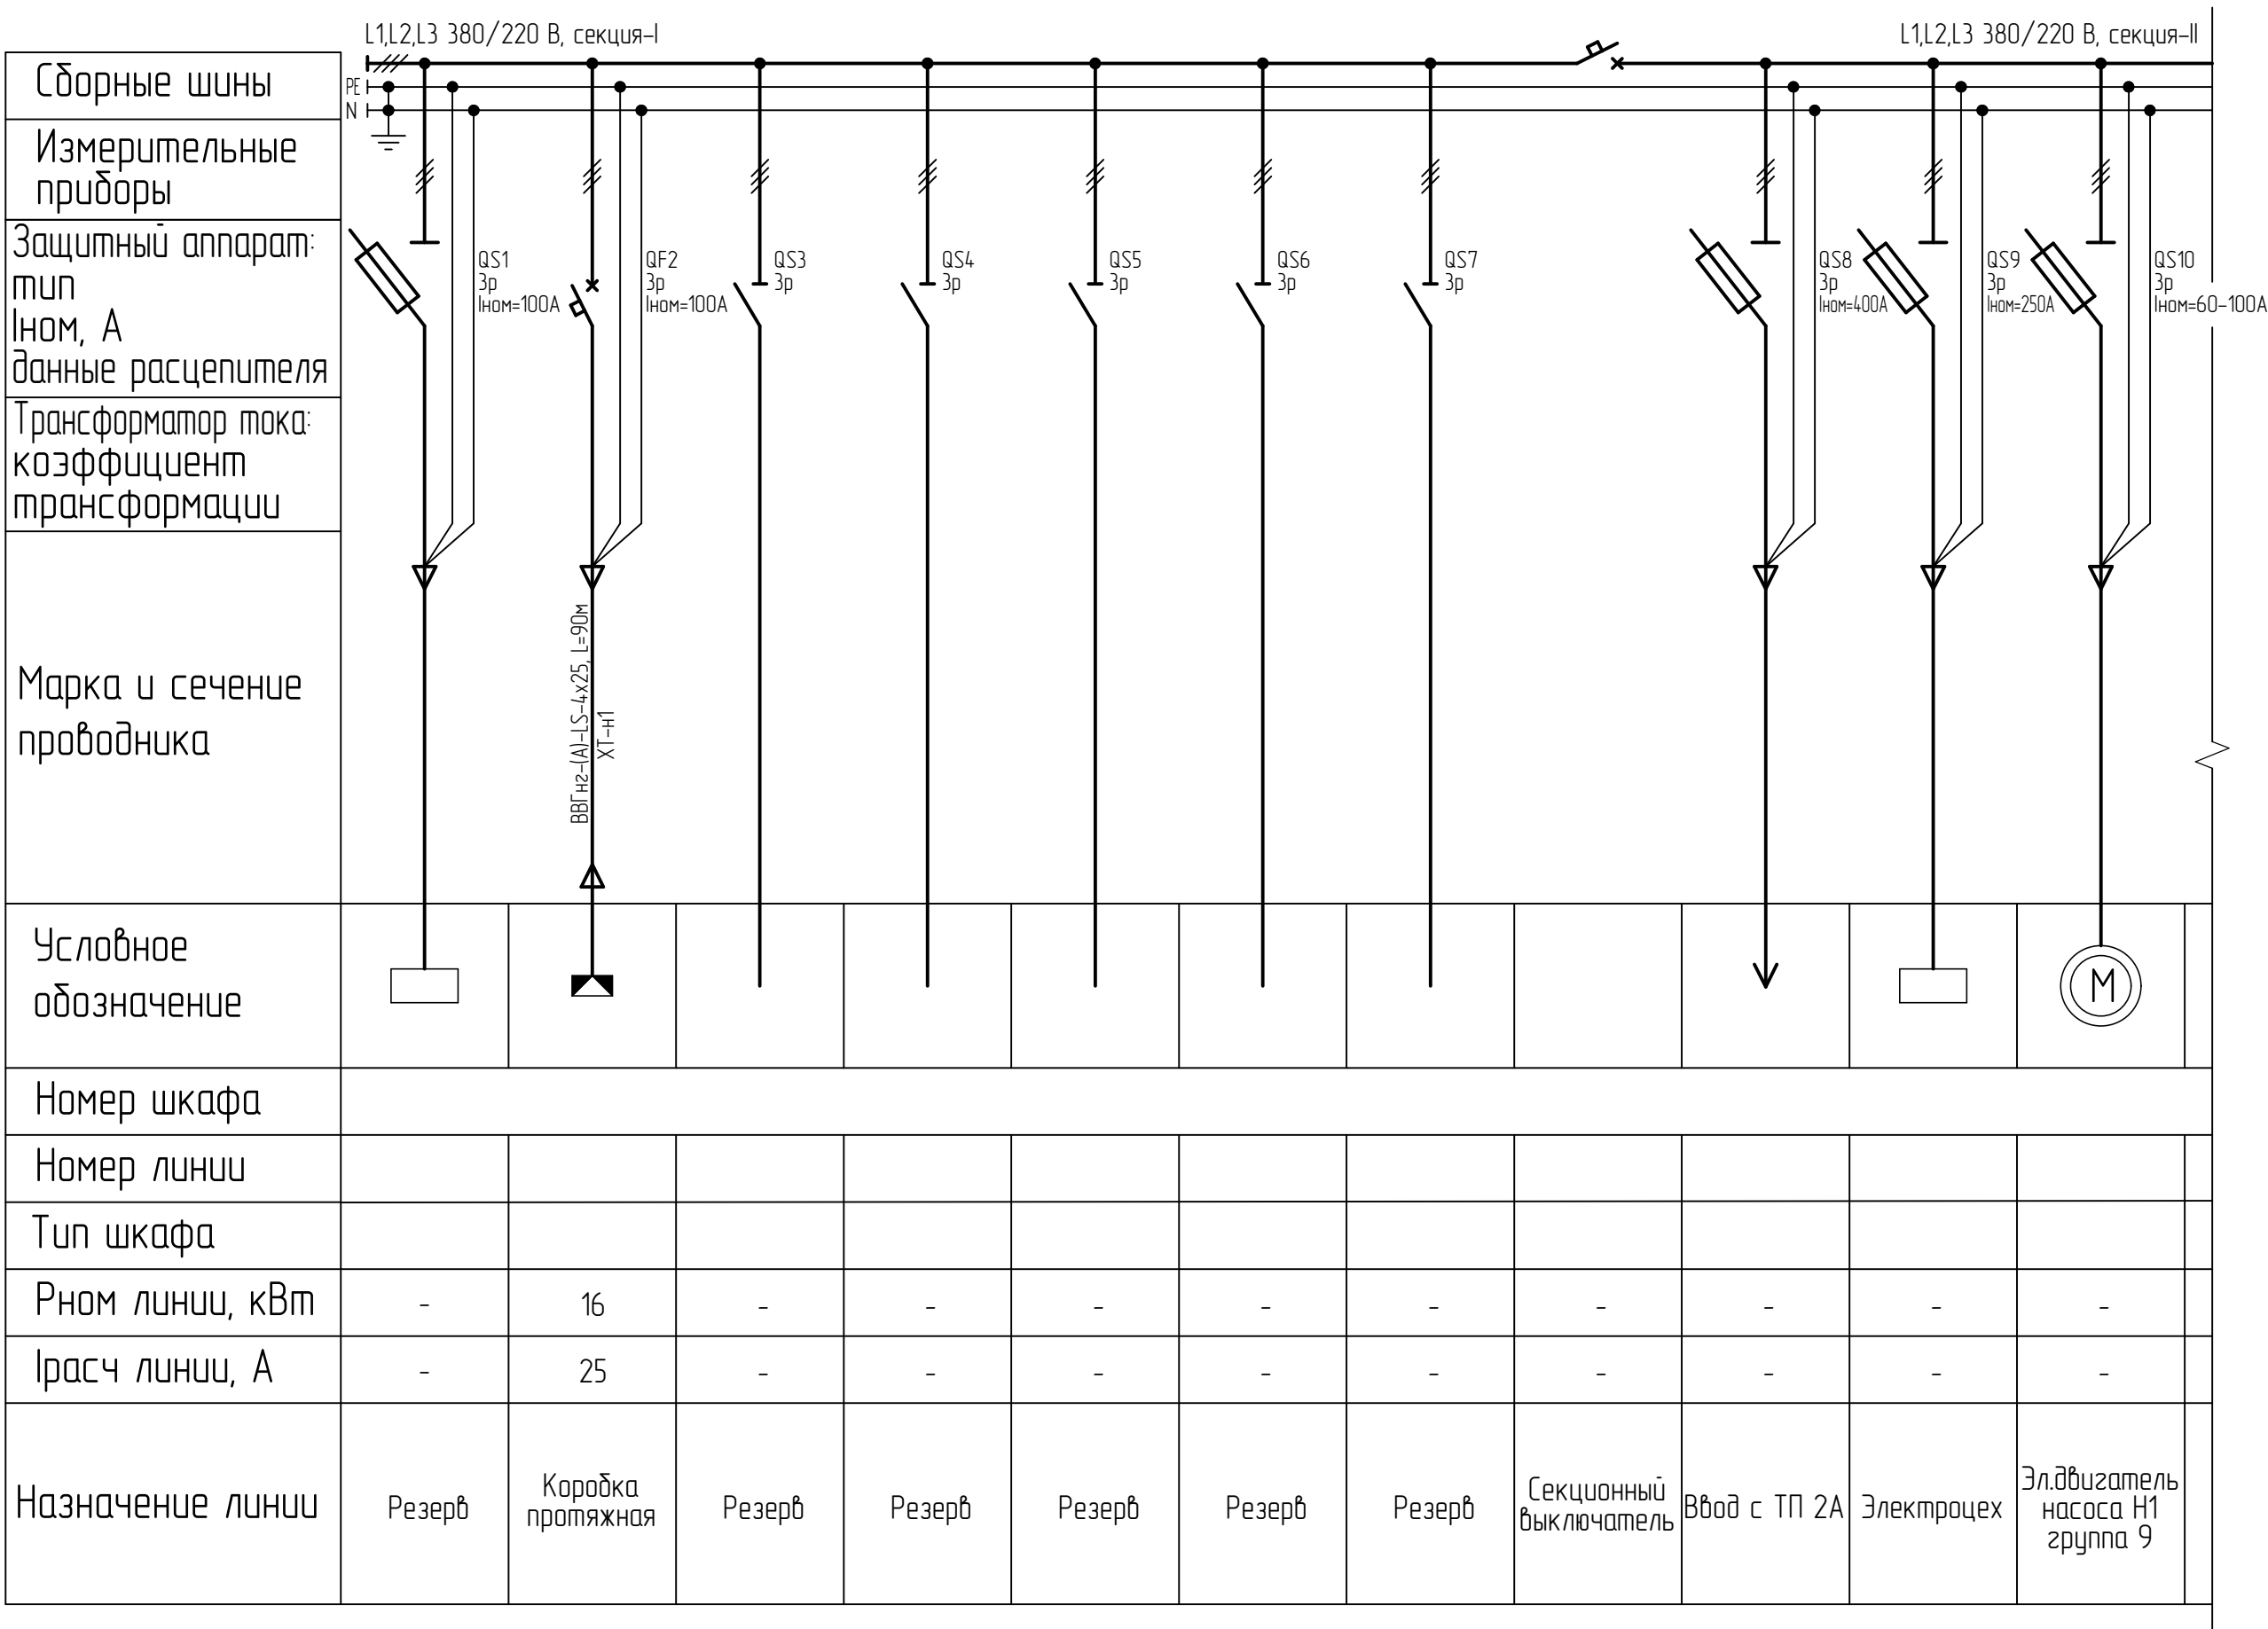 L1,L2,L3 380/220 В, секция-I
L1,L2,L3 380/220 В, секция-II
Сборные шины
PE
N
Измерительные
приборы
Защитный аппарат:
тип
Iном, А
данные расцепителя
QS1
3р
Iном=100А
QF2
3р
Iном=100А
QS3
3р
QS4
3р
QS5
3р
QS6
3р
QS7
3р
QS8
3р
Iном=400А
QS9
3р
Iном=250А
QS10
3р
Iном=60-100А
Трансформатор тока:
коэффициент
трансформации
Марка и сечение
проводника
ВВГнг-(А)-LS-4х25, L=90м
ХТ-н1
Условное
обозначение
М
Номер шкафа
Номер линии
Тип шкафа
Рном линии, кВт
- 16 - - - - - - - - -
Iрасч линии, А
- 25 - - - - - - - - -
Назначение линии
Резерв
Коробка
протяжная
Резерв
Резерв
Резерв
Резерв
Резерв
Секционный
выключатель
Ввод с ТП 2А
Электроцех
Эл.двигатель
насоса Н1
группа 9